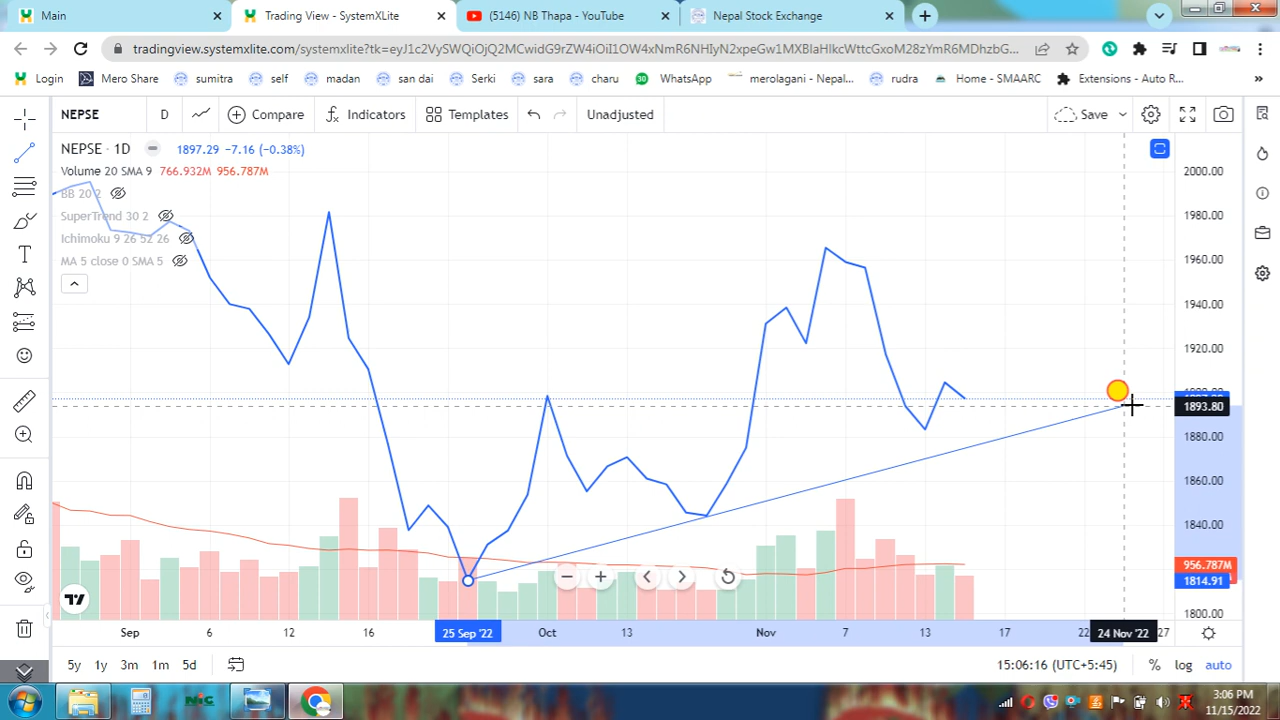 Main
Trading View - SystemXLite
(5146) NB Thapa - YouTube
Nepal Stock Exchange
tradingview.systemxlite/systemxlite?tk=
Login
Mero Share
sumitra
self
madan
san dai
Serki
sara
charu
30
WhatsApp
merolagani - Nepal...
rudra
Home - SMAARC
Extensions - Auto R...
»
NEPSE
D
Compare
Indicators
Templates
Unadjusted
Save
NEPSE · 1D
1897.29 −7.16 (−0.38%)
Volume 20 SMA 9 766.932M 956.787M
BB 20 2
SuperTrend 30 2
Ichimoku 9 26 52 26
MA 5 close 0 SMA 5
2000.00
1980.00
1960.00
1940.00
1920.00
1893.80
1880.00
1860.00
1840.00
956.787M
1814.91
1800.00
Sep
6
12
16
25 Sep '22
Oct
13
Nov
7
13
17
22
24 Nov '22
27
5y
1y
3m
1m
5d
15:06:16 (UTC+5:45)
%
log
auto
NIC
3:06 PM
11/15/2022